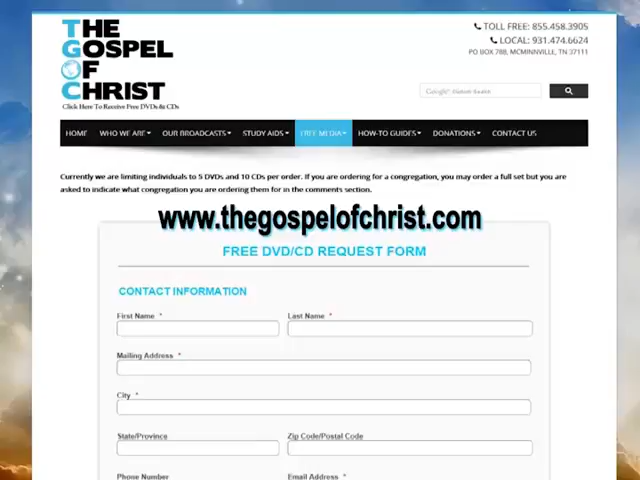 THE
GOSPEL
OF
CHRIST
Click Here To Receive Free DVDs & CDs
TOLL FREE: 855.458.3905
LOCAL: 931.474.6624
PO BOX 788, MCMINNVILLE, TN 37111
Google Custom Search
HOME WHO WE ARE OUR BROADCASTS STUDY AIDS FREE MEDIA HOW-TO GUIDES DONATIONS CONTACT US
Currently we are limiting individuals to 5 DVDs and 10 CDs per order. If you are ordering for a congregation, you may order a full set but you are
asked to indicate what congregation you are ordering them for in the comments section.
www.thegospelofchrist.com
FREE DVD/CD REQUEST FORM
CONTACT INFORMATION
First Name * Last Name *
Mailing Address *
City *
State/Province Zip Code/Postal Code
Phone Number Email Address *